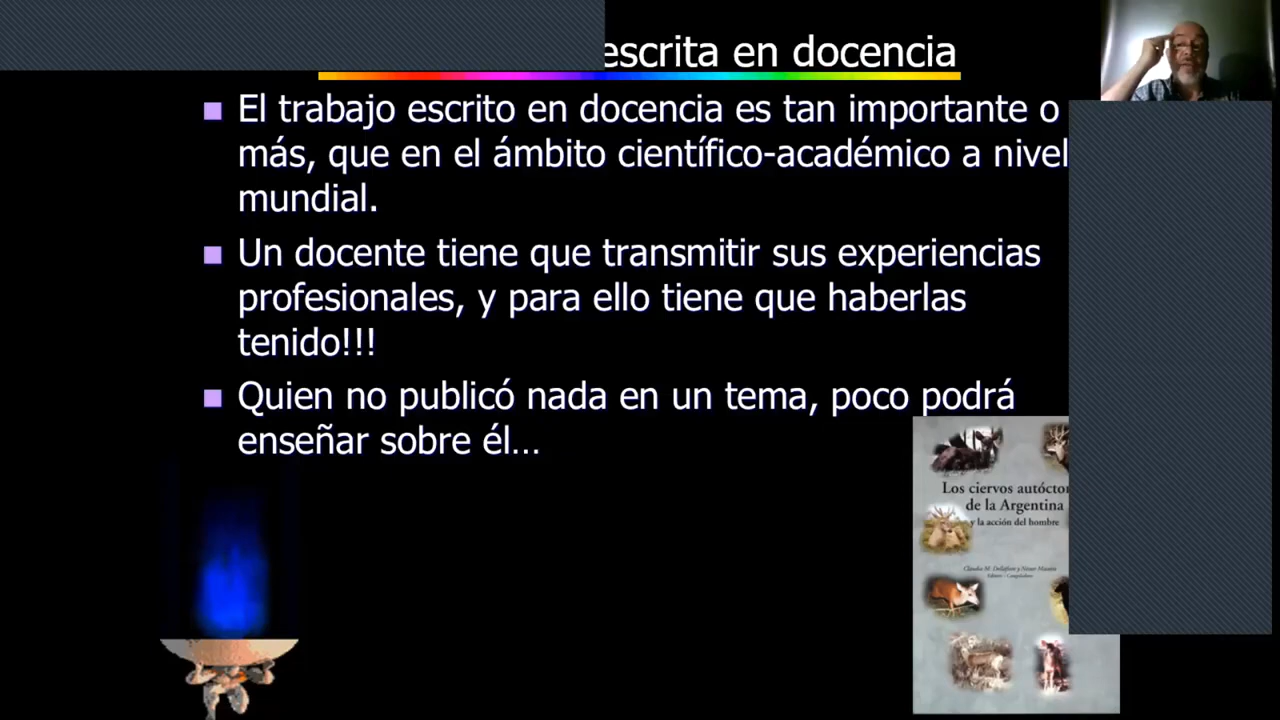 escrita en docencia
El trabajo escrito en docencia es tan importante o
más, que en el ámbito científico-académico a nivel
mundial.
Un docente tiene que transmitir sus experiencias
profesionales, y para ello tiene que haberlas
tenido!!!
Quien no publicó nada en un tema, poco podrá
enseñar sobre él...
Los ciervos
de la Argentina
y la acción del hombre